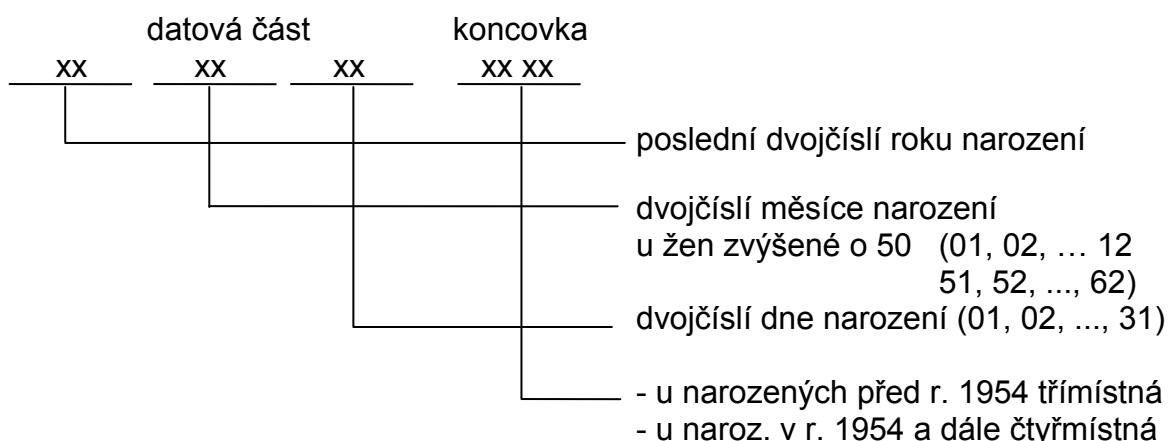 datová část koncovka
xx xx xx xx xx
poslední dvojčíslí roku narození
dvojčíslí měsíce narození
u žen zvýšené o 50 (01, 02, … 12
51, 52, ..., 62)
dvojčíslí dne narození (01, 02, ..., 31)
- u narozených před r. 1954 třímístná
- u naroz. v r. 1954 a dále čtyřmístná